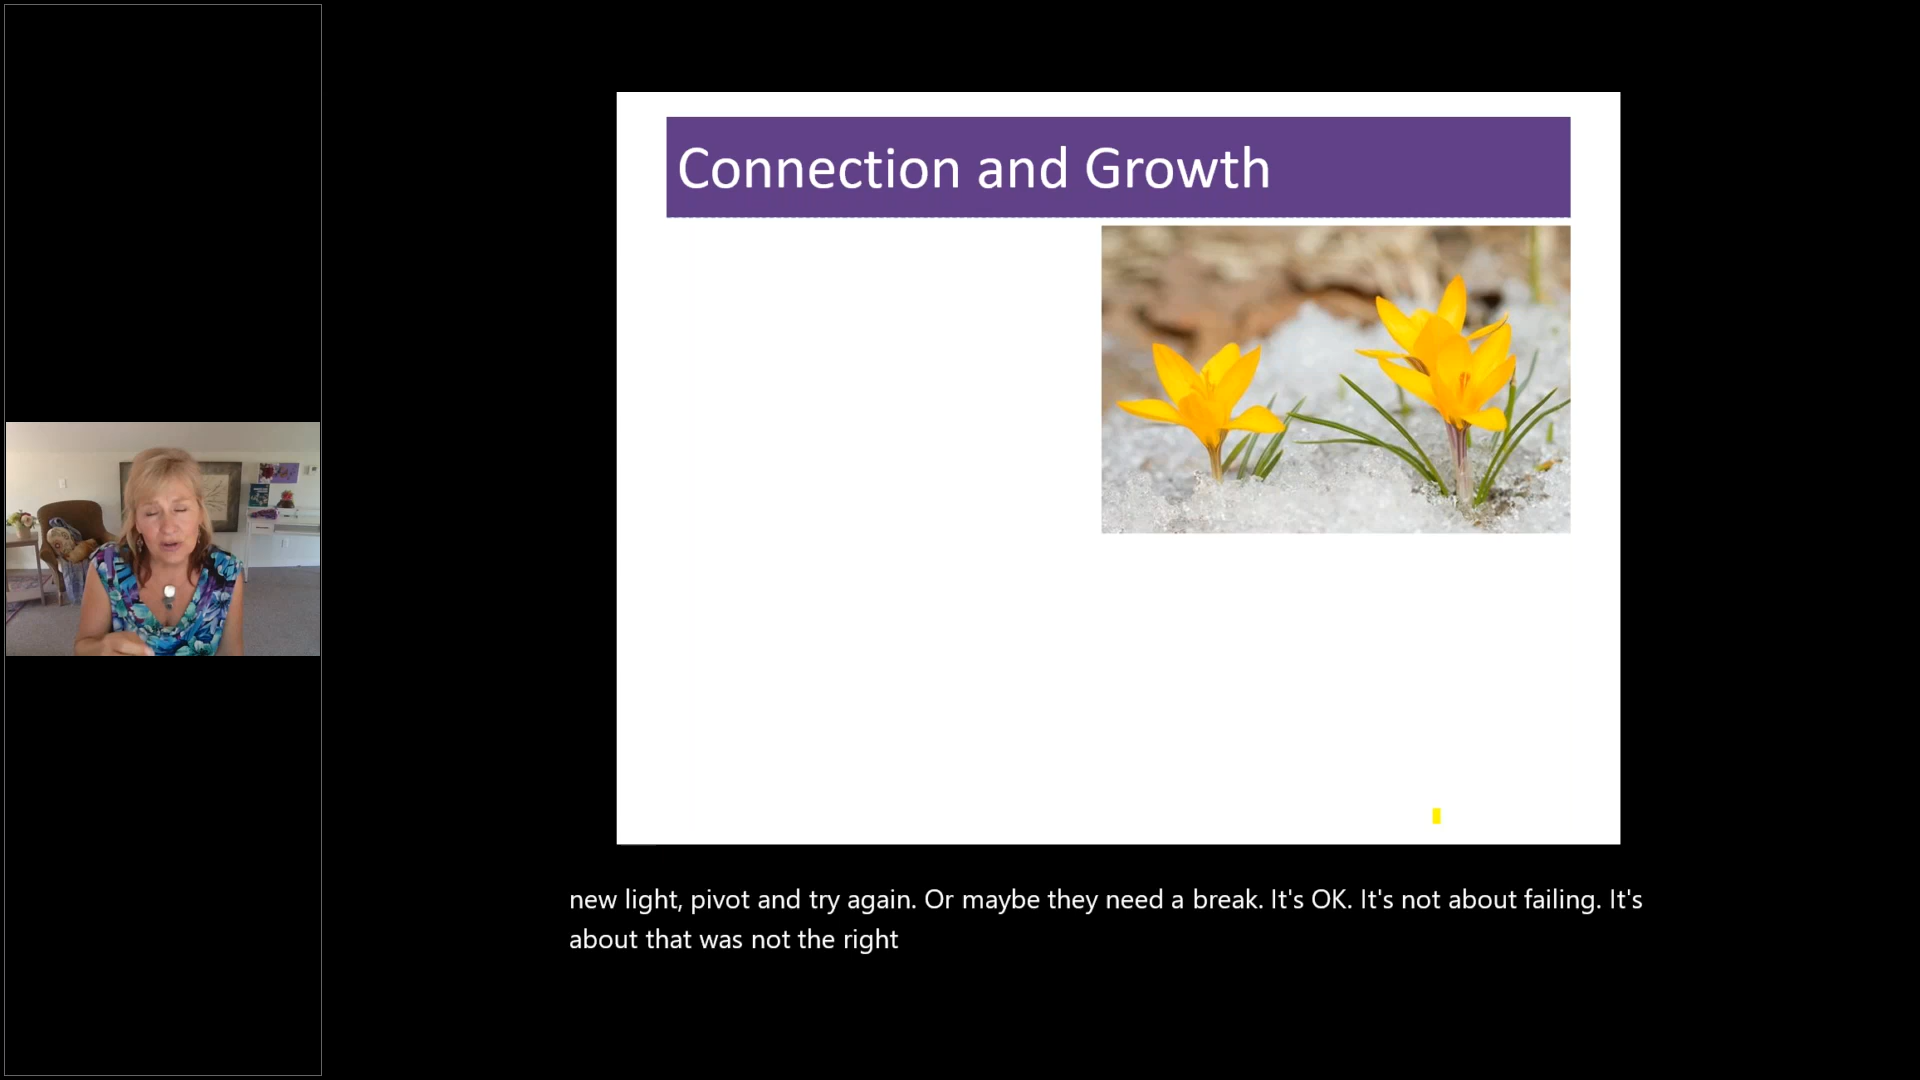 Connection and Growth
new light, pivot and try again. Or maybe they need a break. It's OK. It's not about failing. It's
about that was not the right